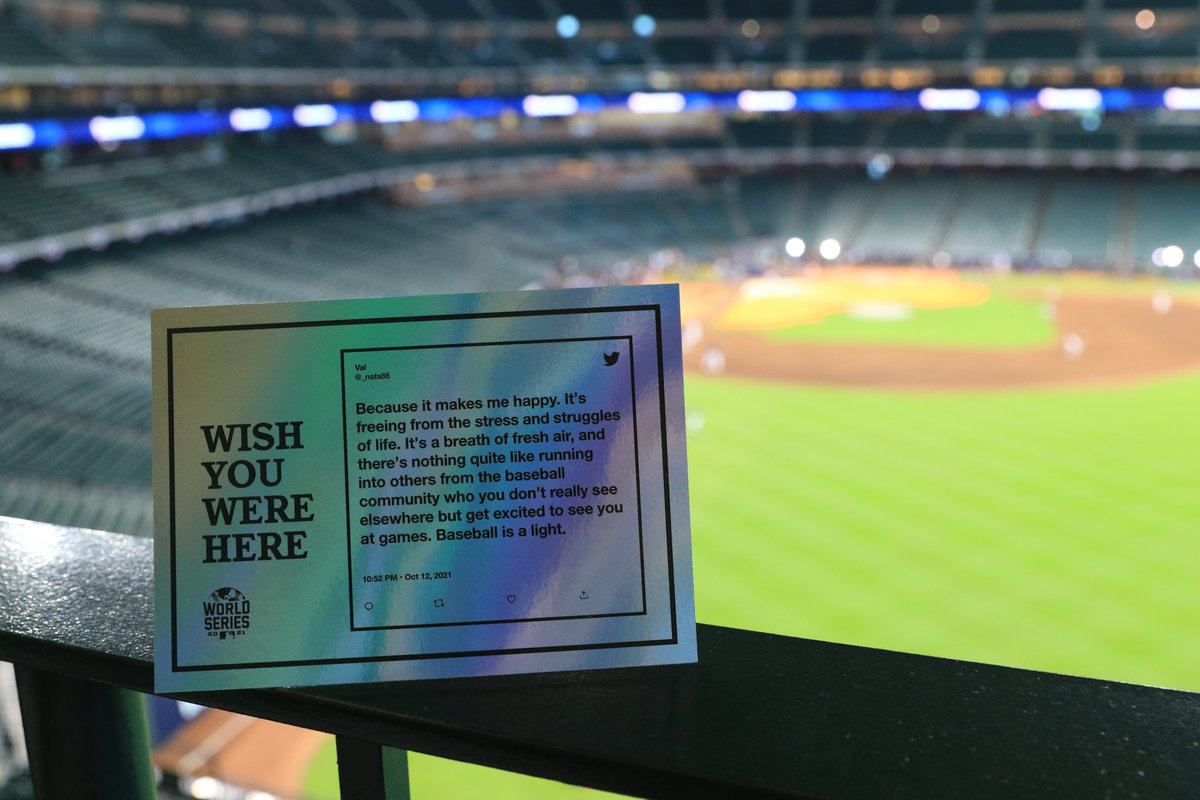 WISH
YOU
WERE
HERE
WORLD
SERIES
2021
Val
@_nats86
Because it makes me happy. It's
freeing from the stress and struggles
of life. It's a breath of fresh air, and
there's nothing quite like running
into others from the baseball
community who you don't really see
elsewhere but get excited to see you
at games. Baseball is a light.
10:52 PM · Oct 12, 2021